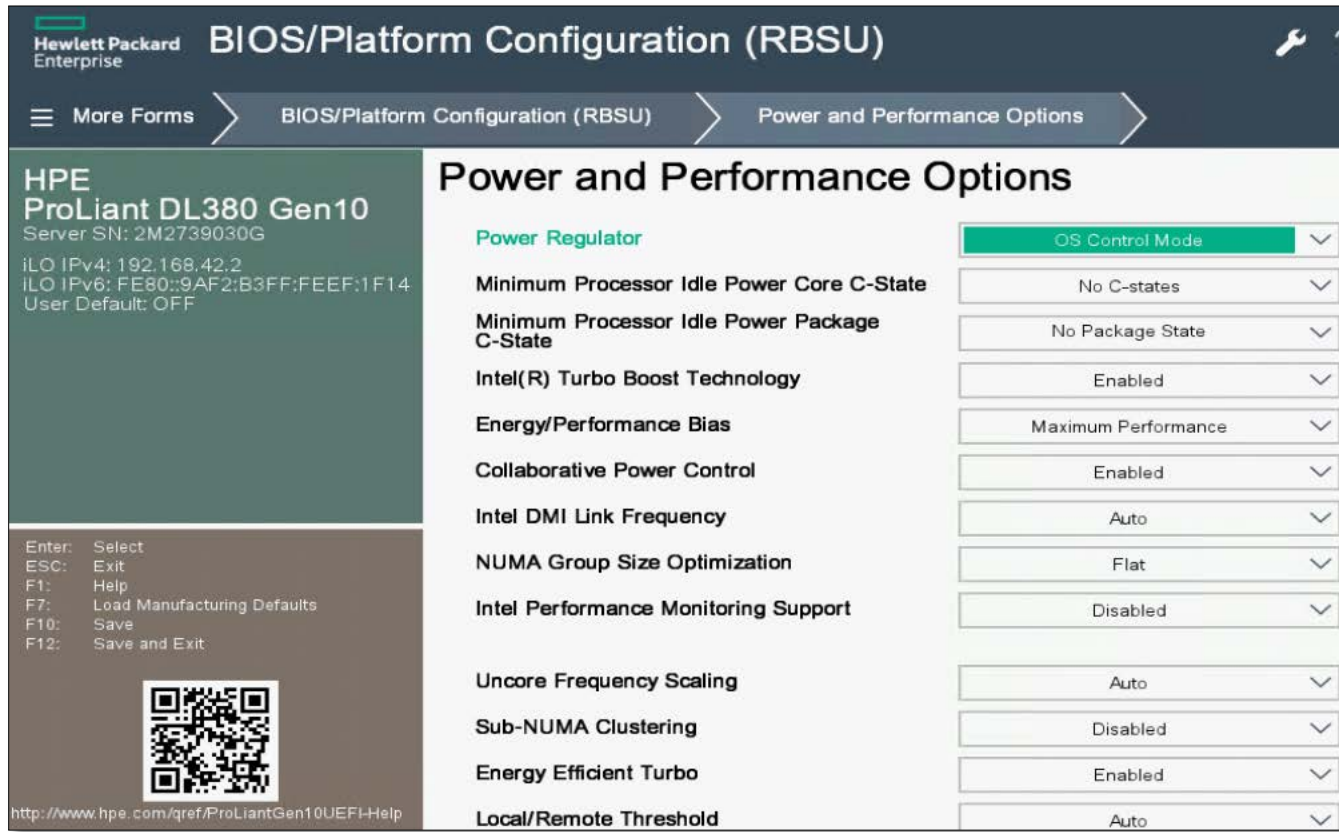 Hewlett Packard
Enterprise
BIOS/Platform Configuration (RBSU)
More Forms
BIOS/Platform Configuration (RBSU)
Power and Performance Options
HPE
ProLiant DL380 Gen10
Server SN: 2M2739030G
iLO IPv4: 192.168.42.2
iLO IPv6: FE80::9AF2:B3FF:FEEF:1F14
User Default: OFF
Enter: Select
ESC: Exit
F1: Help
F7: Load Manufacturing Defaults
F10: Save
F12: Save and Exit
http://www.hpe.com/qref/ProLiantGen10UEFI-Help
Power and Performance Options
Power Regulator OS Control Mode
Minimum Processor Idle Power Core C-State No C-states
Minimum Processor Idle Power Package
C-State No Package State
Intel(R) Turbo Boost Technology Enabled
Energy/Performance Bias Maximum Performance
Collaborative Power Control Enabled
Intel DMI Link Frequency Auto
NUMA Group Size Optimization Flat
Intel Performance Monitoring Support Disabled
Uncore Frequency Scaling Auto
Sub-NUMA Clustering Disabled
Energy Efficient Turbo Enabled
Local/Remote Threshold Auto